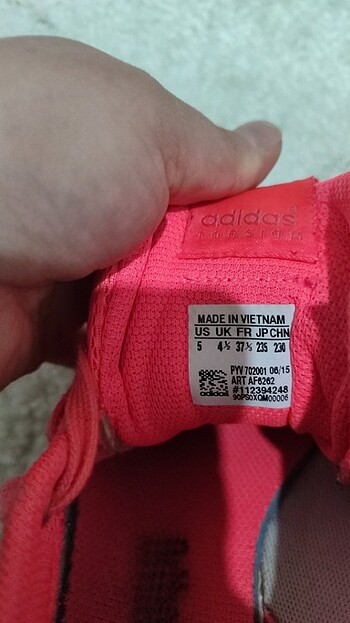 adidas
MADE IN VIETNAM
US UK FR JP CHN
5 4½ 37⅓ 235 230
PYV 702001 06/15
ART AF6262
#112394248
90PS0XQM00006